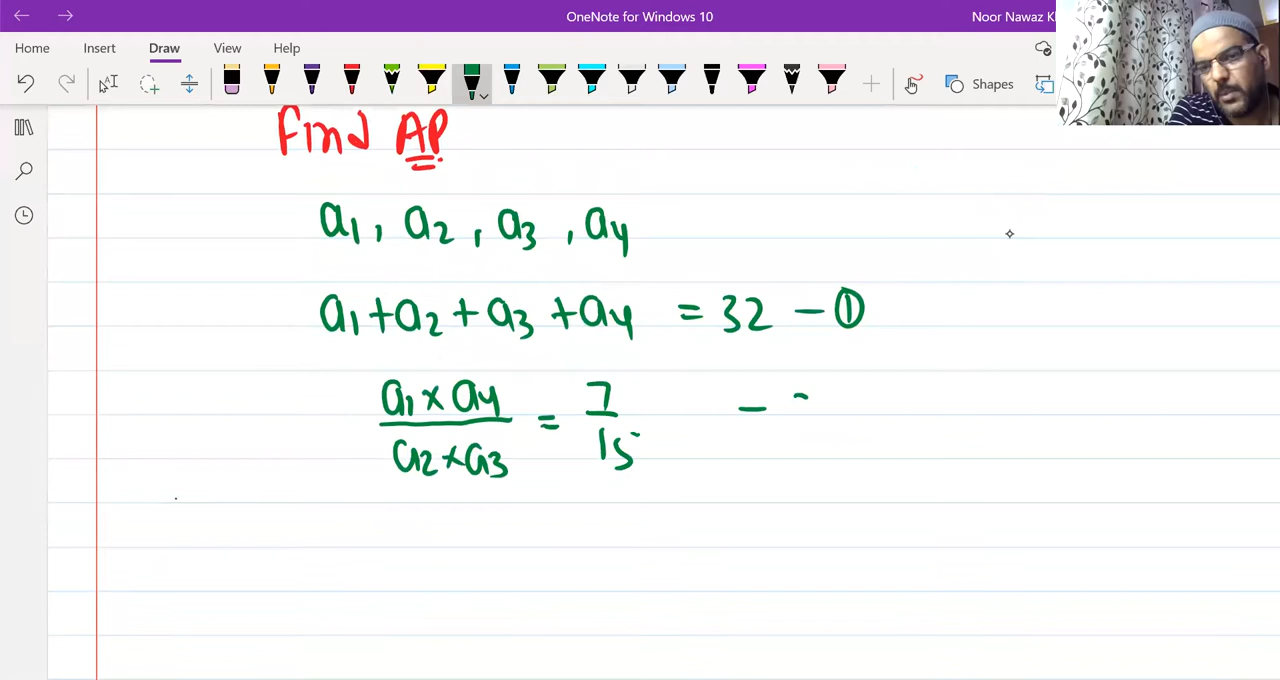 OneNote for Windows 10
Noor Nawaz Kh
Home Insert Draw View Help
Shapes
Find AP.
a1, a2, a3, a4
a1 + a2 + a3 + a4 = 32 - ①
a1 × a4
a2 × a3
= 7/15 -